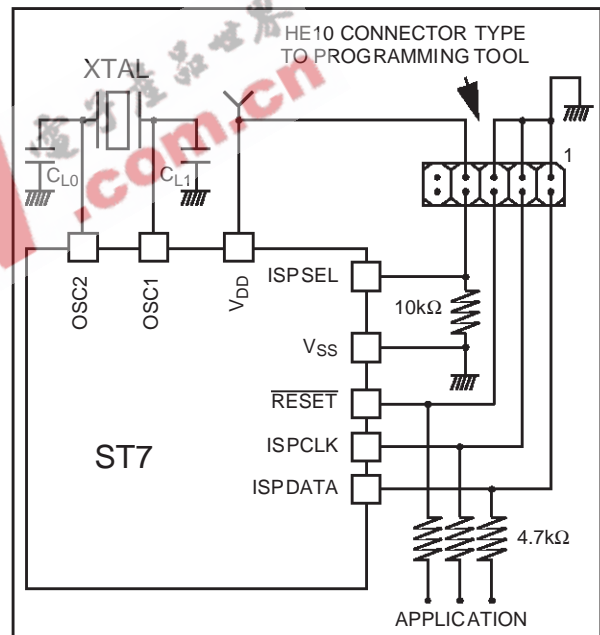 HE10 CONNECTOR TYPE
TO PROGRAMMING TOOL
XTAL
1
CL0
CL1
OSC2
OSC1
VDD
ISPSEL
10kΩ
VSS
RESET
ISPCLK
ST7
ISPDATA
4.7kΩ
APPLICATION
.com.cn